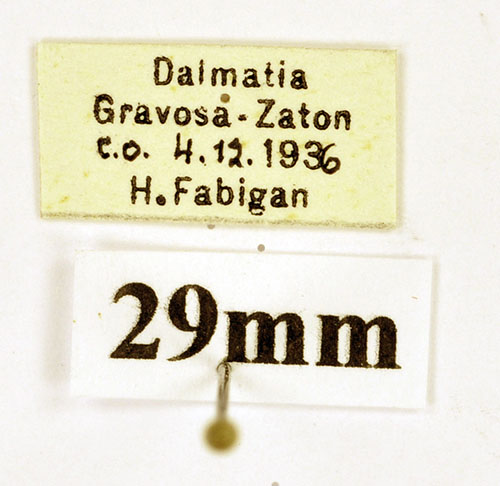 Dalmatia
Gravosa-Zaton
e.o. 4.12.1936
H. Fabigan
29mm